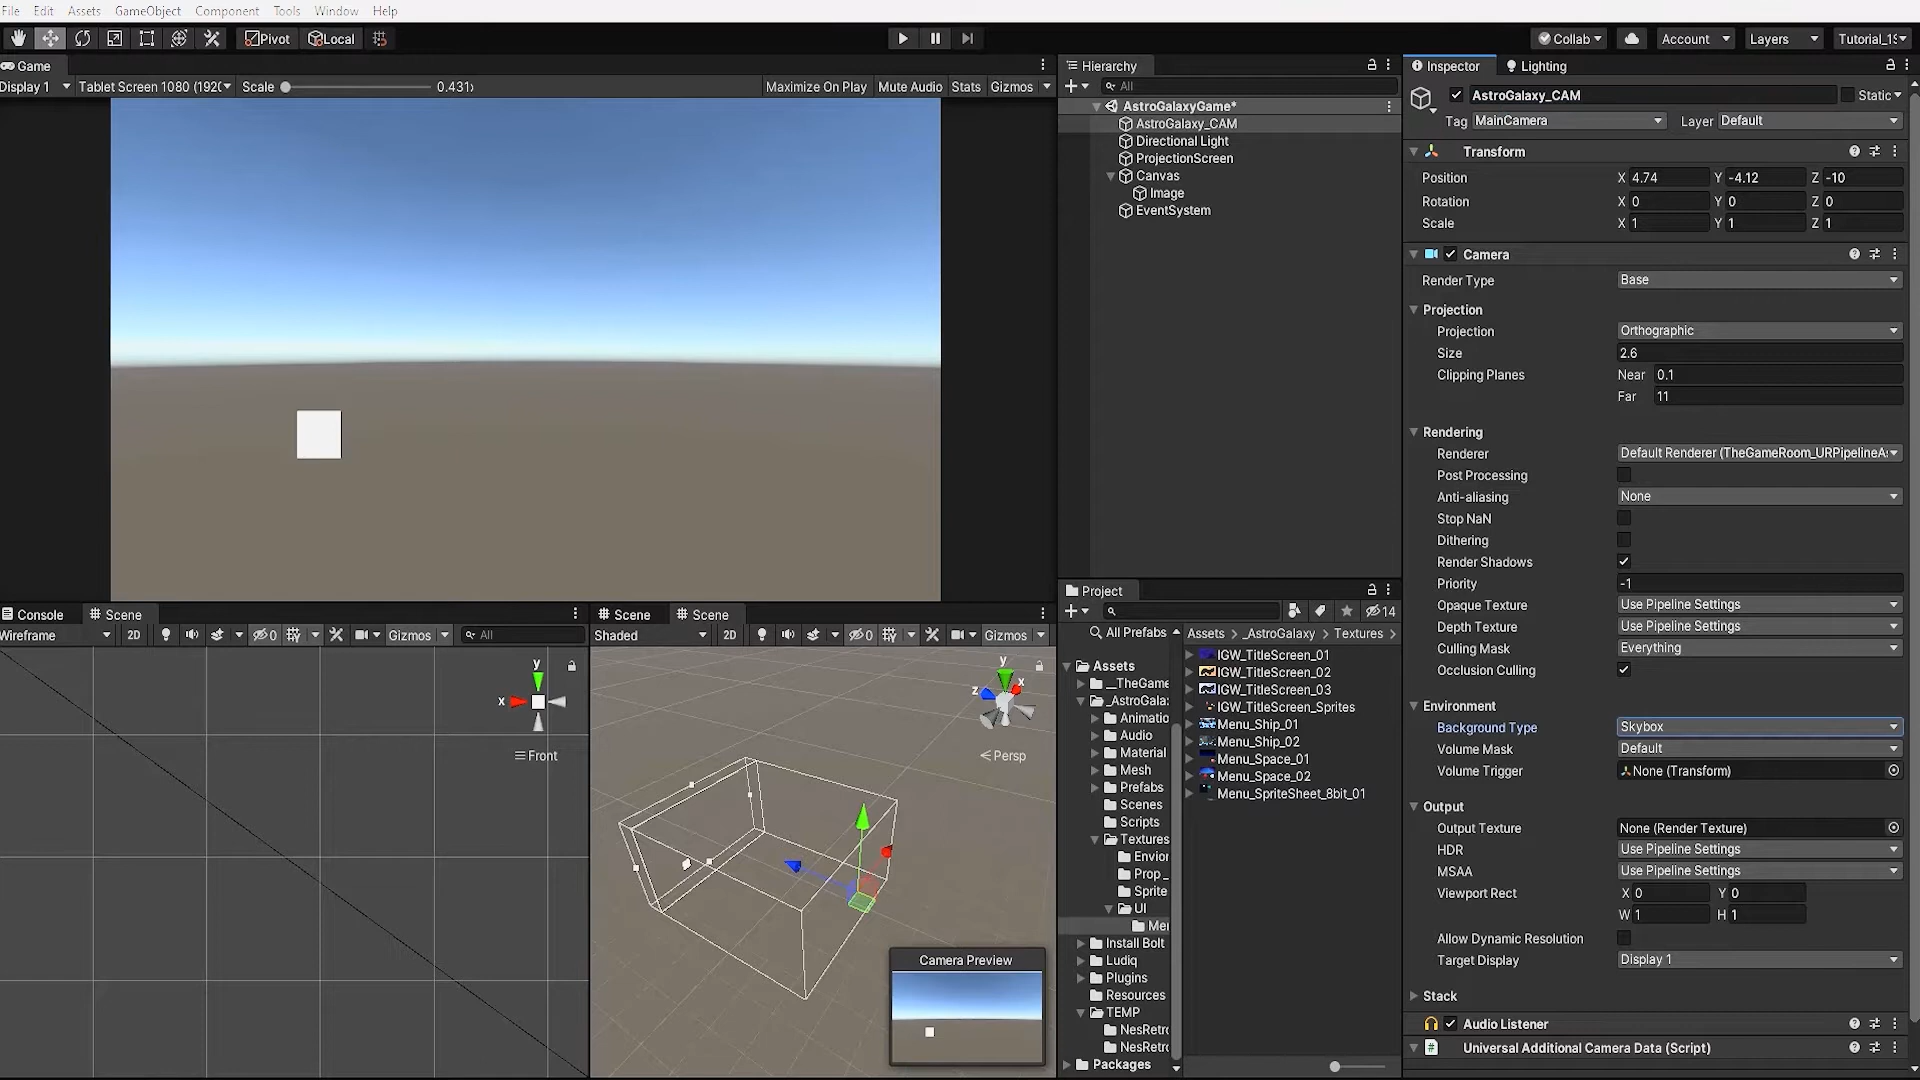 File Edit Assets GameObject Component Tools Window Help
Pivot Local
Collab Account Layers Tutorial_1S
Game
Display 1 Tablet Screen 1080 (192C Scale 0.431x Maximize On Play Mute Audio Stats Gizmos
Console Scene
Wireframe 2D 0 Gizmos All
y
x
Front
Scene Scene
Shaded 2D 0 Gizmos
y
z x
Persp
Camera Preview
Hierarchy
All
AstroGalaxyGame*
AstroGalaxy_CAM
Directional Light
ProjectionScreen
Canvas
Image
EventSystem
Project
14
All Prefabs
Assets
__TheGame
_AstroGala
Animatio
Audio
Material
Mesh
Prefabs
Scenes
Scripts
Textures
Enviro
Prop_
Sprite
UI
Mer
Install Bolt
Ludiq
Plugins
Resources
TEMP
NesRetro
NesRetro
Packages
Assets > _AstroGalaxy > Textures >
IGW_TitleScreen_01
IGW_TitleScreen_02
IGW_TitleScreen_03
IGW_TitleScreen_Sprites
Menu_Ship_01
Menu_Ship_02
Menu_Space_01
Menu_Space_02
Menu_SpriteSheet_8bit_01
Inspector Lighting
AstroGalaxy_CAM Static
Tag MainCamera Layer Default
Transform
Position X 4.74 Y -4.12 Z -10
Rotation X 0 Y 0 Z 0
Scale X 1 Y 1 Z 1
Camera
Render Type Base
Projection
Projection Orthographic
Size 2.6
Clipping Planes Near 0.1
Far 11
Rendering
Renderer Default Renderer (TheGameRoom_URPipelineA
Post Processing
Anti-aliasing None
Stop NaN
Dithering
Render Shadows
Priority -1
Opaque Texture Use Pipeline Settings
Depth Texture Use Pipeline Settings
Culling Mask Everything
Occlusion Culling
Environment
Background Type Skybox
Volume Mask Default
Volume Trigger None (Transform)
Output
Output Texture None (Render Texture)
HDR Use Pipeline Settings
MSAA Use Pipeline Settings
Viewport Rect X 0 Y 0
W 1 H 1
Allow Dynamic Resolution
Target Display Display 1
Stack
Audio Listener
Universal Additional Camera Data (Script)